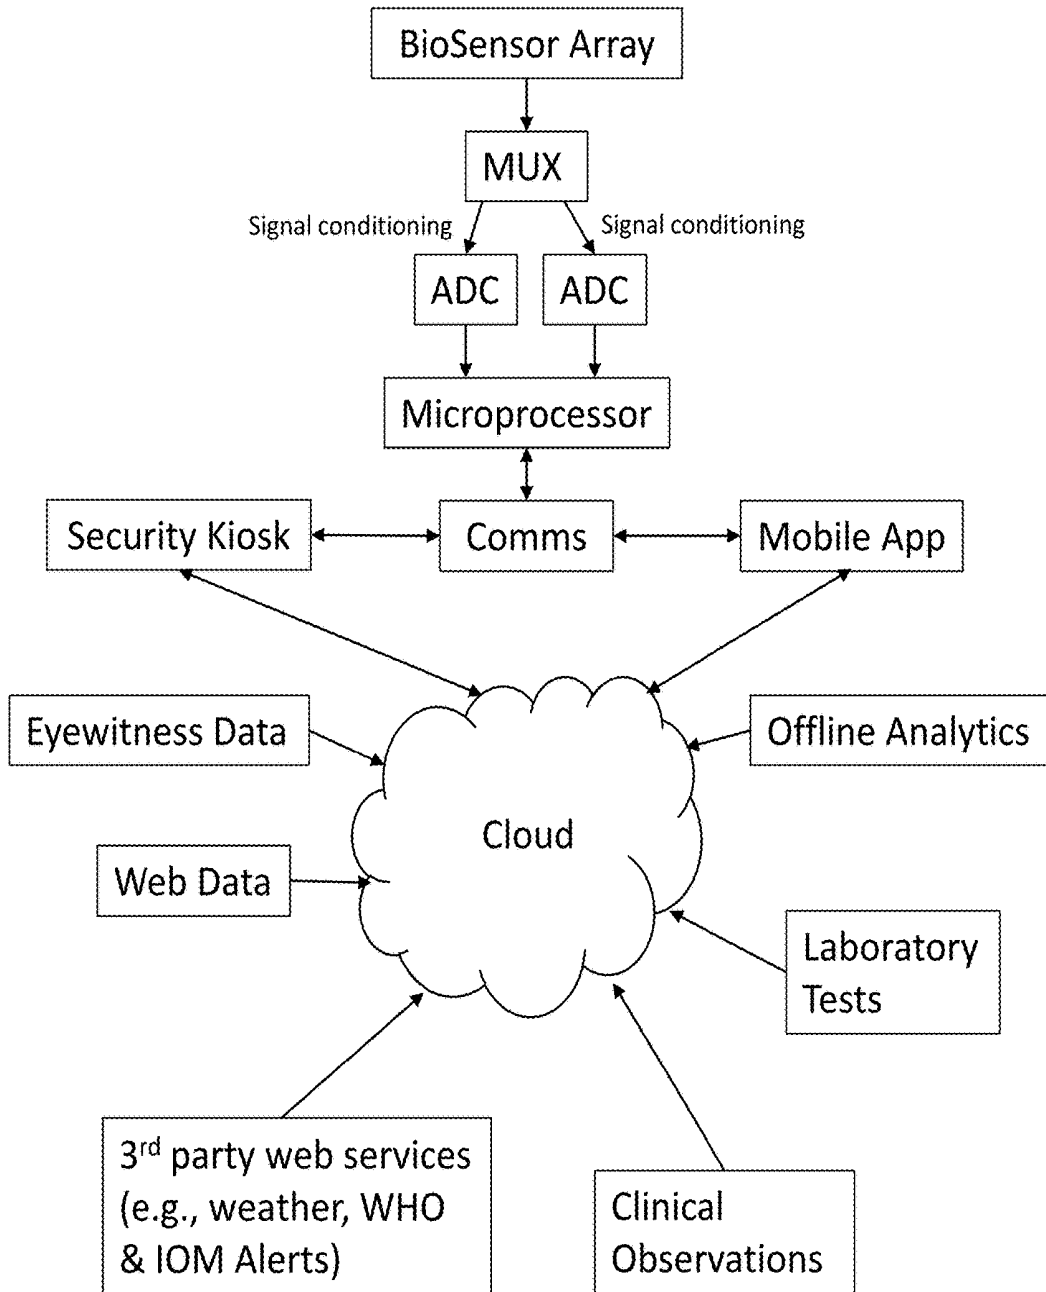 BioSensor Array
MUX
Signal conditioning
Signal conditioning
ADC
ADC
Microprocessor
Security Kiosk
Comms
Mobile App
Eyewitness Data
Offline Analytics
Cloud
Web Data
Laboratory
Tests
3rd party web services
(e.g., weather, WHO
& IOM Alerts)
Clinical
Observations